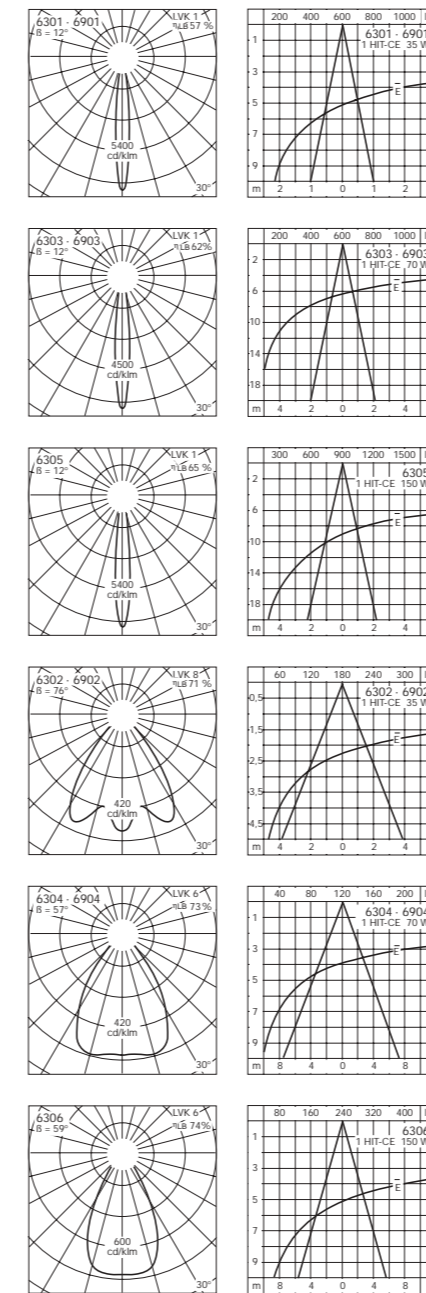 6301 - 6901
ß = 12°
LVK 1
ηLB 57 %
5400
cd/klm
30°
200 400 600 800 1000
6301 - 6901
1 HIT-CE 35 W
E
1
3
5
7
9
m 2 1 0 1 2
6303 - 6903
ß = 12°
LVK 1
ηLB 62%
4500
cd/klm
30°
200 400 600 800 1000
6303 - 6903
1 HIT-CE 70 W
E
2
6
10
14
18
m 4 2 0 2 4
6305
ß = 12°
LVK 1
ηLB 65 %
5400
cd/klm
30°
300 600 900 1200 1500
6305
1 HIT-CE 150 W
E
2
6
10
14
18
m 4 2 0 2 4
6302 - 6902
ß = 76°
LVK 8
ηLB 71 %
420
cd/klm
30°
60 120 180 240 300
6302 - 6902
1 HIT-CE 35 W
E
0,5
1,5
2,5
3,5
4,5
m 4 2 0 2 4
6304 - 6904
ß = 57°
LVK 6
ηLB 73%
420
cd/klm
30°
40 80 120 160 200
6304 - 6904
1 HIT-CE 70 W
E
1
3
5
7
9
m 8 4 0 4 8
6306
ß = 59°
LVK 6
ηLB 74%
600
cd/klm
30°
80 160 240 320 400
6306
1 HIT-CE 150 W
E
1
3
5
7
9
m 8 4 0 4 8